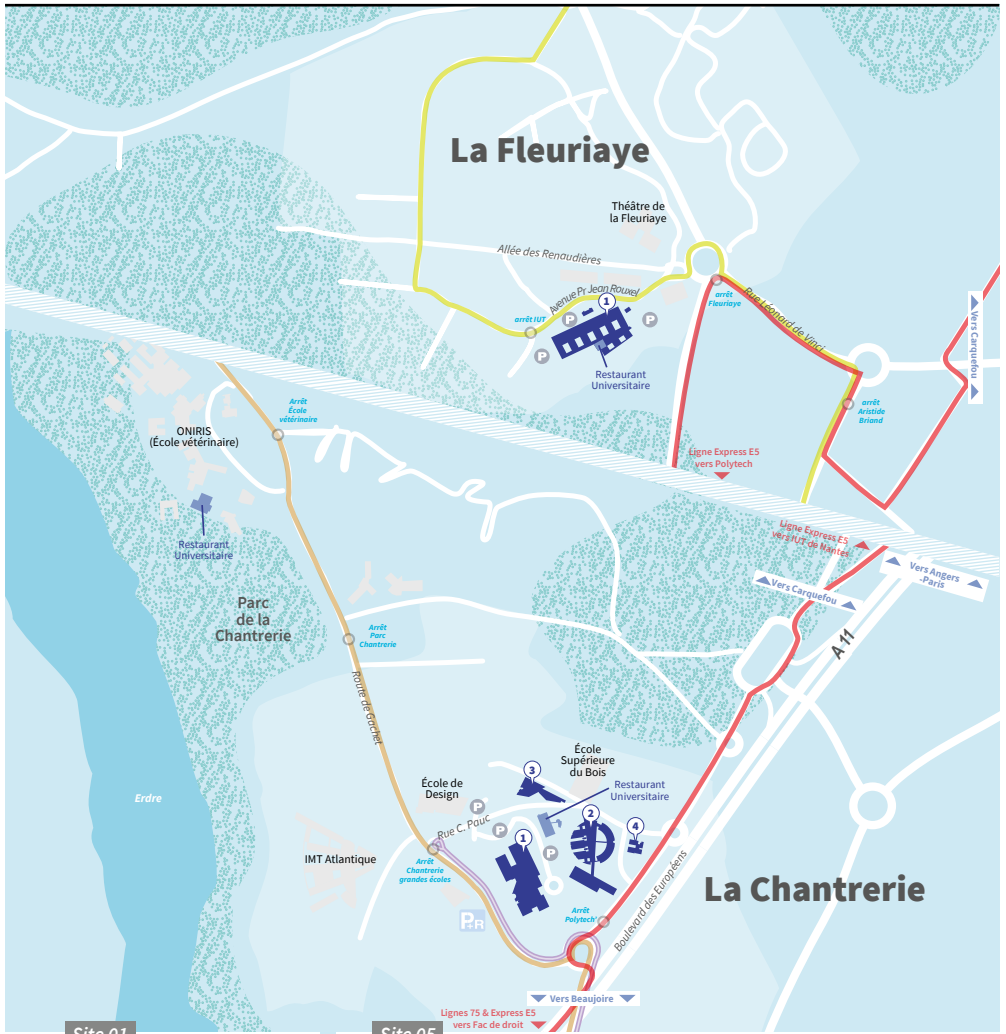 La Fleuriaye
Théâtre de
la Fleuriaye
Allée des Renaudières
Avenue Pr Jean Rouxel
1
arrêt IUT
P
P
P
Restaurant
Universitaire
arrêt
Fleuriaye
Rue Léonard de Vinci
Vers Carquefou
arrêt
Aristide
Briand
Ligne Express E5
vers Polytech
Ligne Express E5
vers IUT de Nantes
Vers Angers
-Paris
Vers Carquefou
A 11
Arrêt
École
vétérinaire
ONIRIS
(École vétérinaire)
Restaurant
Universitaire
Parc
de la
Chantrerie
Arrêt
Parc
Chantrerie
Route de Gachet
Erdre
École
Supérieure
du Bois
3
Restaurant
Universitaire
École de
Design
P
2
Rue C. Pauc
P
1
4
P
IMT Atlantique
Arrêt
Chantrerie
grandes écoles
La Chantrerie
Boulevard des Européens
Arrêt
Polytech'
P+R
Vers Beaujoire
Lignes 75 & Express E5
vers Fac de droit
Site 01
Site 05